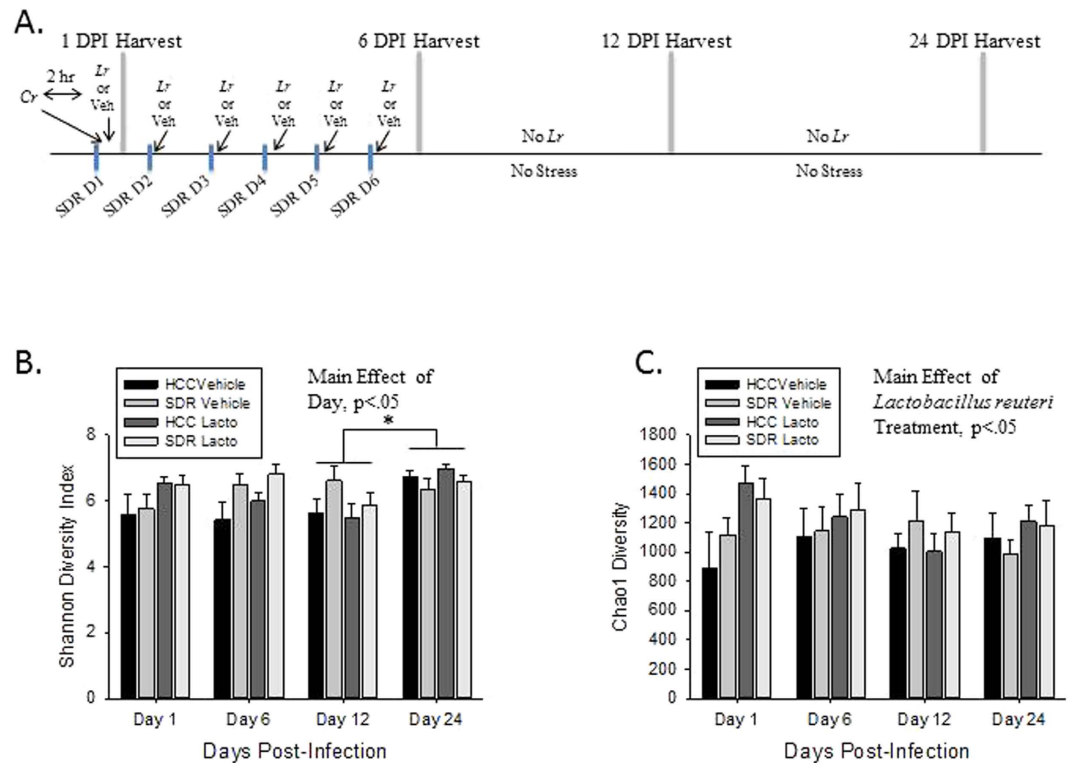 A.
1 DPI Harvest
6 DPI Harvest
12 DPI Harvest
24 DPI Harvest
2 hr
Cr
Lr
or
Veh
Lr
or
Veh
Lr
or
Veh
Lr
or
Veh
Lr
or
Veh
Lr
or
Veh
No Lr
No Lr
No Stress
No Stress
SDR D1
SDR D2
SDR D3
SDR D4
SDR D5
SDR D6
B.
HCCVehicle
SDR Vehicle
HCC Lacto
SDR Lacto
Main Effect of
Day, p<.05
*
Shannon Diversity Index
8
6
4
2
0
Day 1
Day 6
Day 12
Day 24
Days Post-Infection
C.
HCCVehicle
SDR Vehicle
HCC Lacto
SDR Lacto
Main Effect of
Lactobacillus reuteri
Treatment, p<.05
Chao1 Diversity
1800
1600
1400
1200
1000
800
600
400
200
0
Day 1
Day 6
Day 12
Day 24
Days Post-Infection